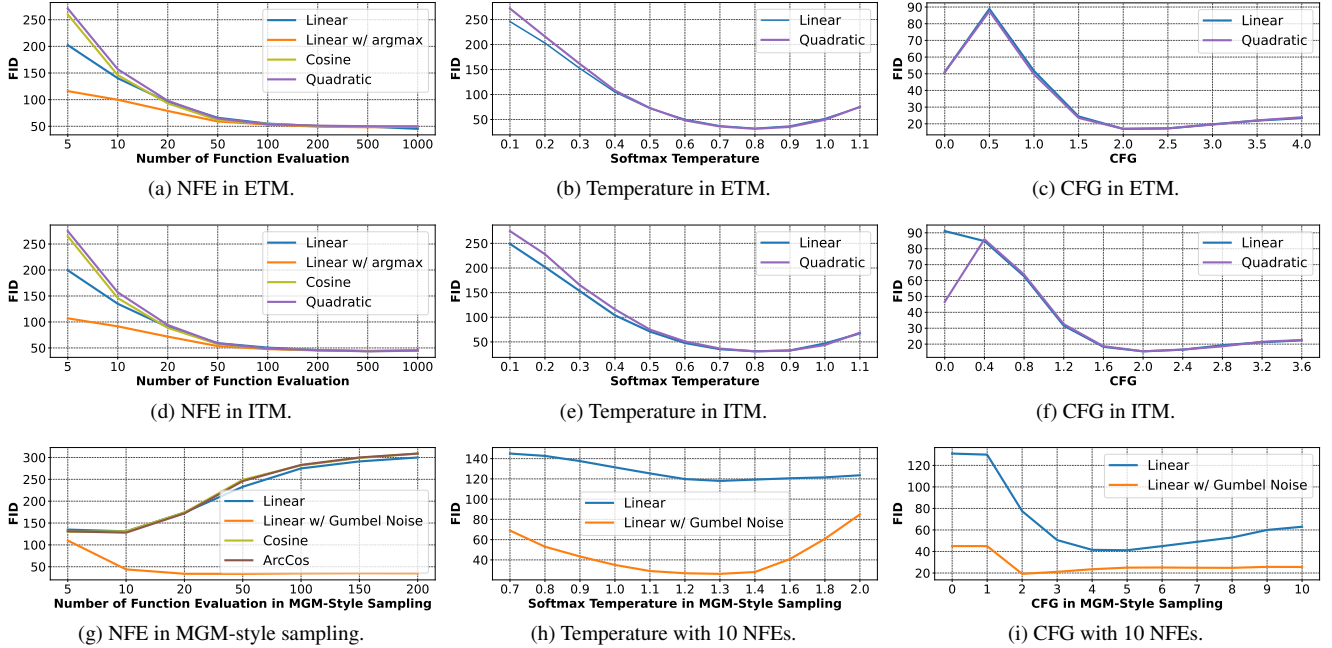 FID
250
200
150
100
50
5
10
20
50
100
200
500
1000
Number of Function Evaluation
Linear
Linear w/ argmax
Cosine
Quadratic
(a) NFE in ETM.
FID
250
200
150
100
50
0.1
0.2
0.3
0.4
0.5
0.6
0.7
0.8
0.9
1.0
1.1
Softmax Temperature
Linear
Quadratic
(b) Temperature in ETM.
FID
90
80
70
60
50
40
30
20
0.0
0.5
1.0
1.5
2.0
2.5
3.0
3.5
4.0
CFG
Linear
Quadratic
(c) CFG in ETM.
FID
250
200
150
100
50
5
10
20
50
100
200
500
1000
Number of Function Evaluation
Linear
Linear w/ argmax
Cosine
Quadratic
(d) NFE in ITM.
FID
250
200
150
100
50
0.1
0.2
0.3
0.4
0.5
0.6
0.7
0.8
0.9
1.0
1.1
Softmax Temperature
Linear
Quadratic
(e) Temperature in ITM.
FID
90
80
70
60
50
40
30
20
0.0
0.4
0.8
1.2
1.6
2.0
2.4
2.8
3.2
3.6
CFG
Linear
Quadratic
(f) CFG in ITM.
FID
300
250
200
150
100
50
5
10
20
50
100
150
200
Number of Function Evaluation in MGM-Style Sampling
Linear
Linear w/ Gumbel Noise
Cosine
ArcCos
(g) NFE in MGM-style sampling.
FID
140
120
100
80
60
40
0.7
0.8
0.9
1.0
1.1
1.2
1.3
1.4
1.6
1.8
2.0
Softmax Temperature in MGM-Style Sampling
Linear
Linear w/ Gumbel Noise
(h) Temperature with 10 NFEs.
FID
120
100
80
60
40
20
0
1
2
3
4
5
6
7
8
9
10
CFG in MGM-Style Sampling
Linear
Linear w/ Gumbel Noise
(i) CFG with 10 NFEs.